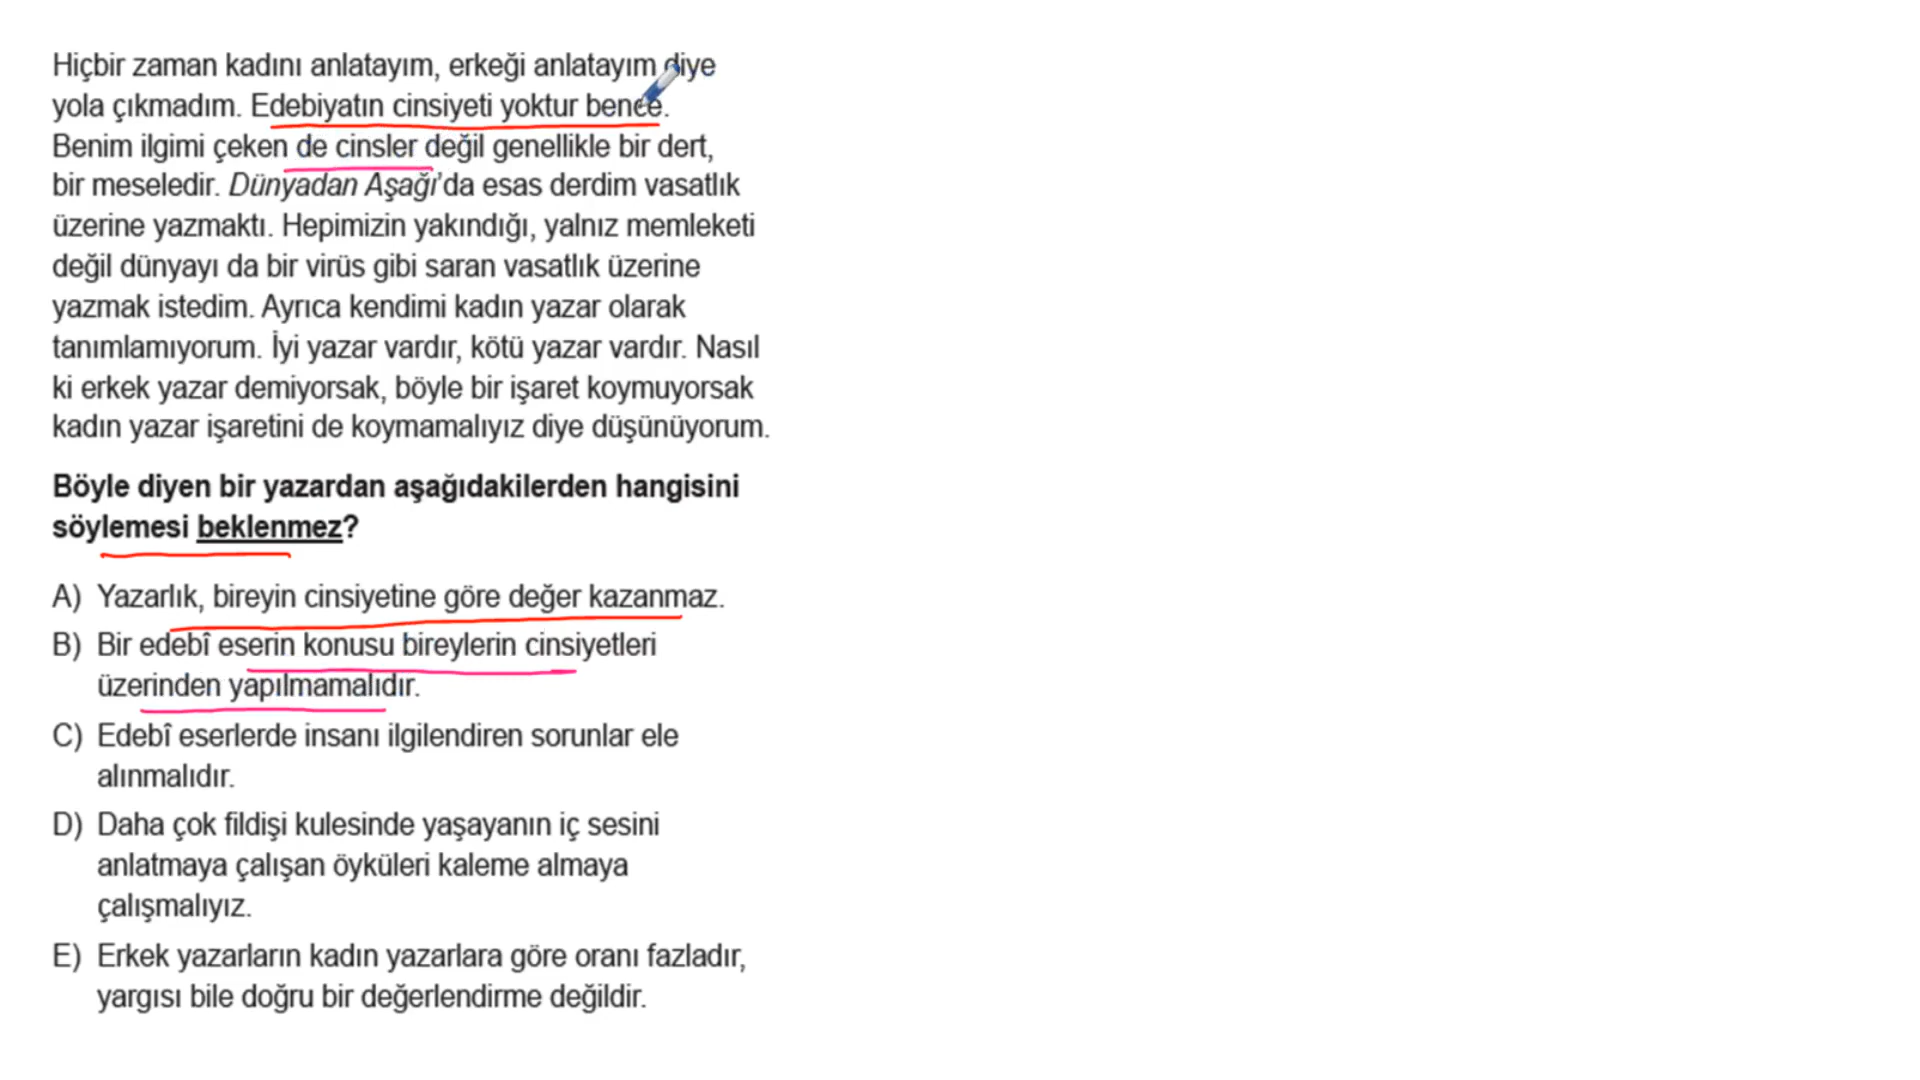 Hiçbir zaman kadını anlatayım, erkeği anlatayım diye
yola çıkmadım. Edebiyatın cinsiyeti yoktur bence.
Benim ilgimi çeken de cinsler değil genellikle bir dert,
bir meseledir. Dünyadan Aşağı'da esas derdim vasatlık
üzerine yazmaktı. Hepimizin yakındığı, yalnız memleketi
değil dünyayı da bir virüs gibi saran vasatlık üzerine
yazmak istedim. Ayrıca kendimi kadın yazar olarak
tanımlamıyorum. İyi yazar vardır, kötü yazar vardır. Nasıl
ki erkek yazar demiyorsak, böyle bir işaret koymuyorsak
kadın yazar işaretini de koymamalıyız diye düşünüyorum.
Böyle diyen bir yazardan aşağıdakilerden hangisini
söylemesi beklenmez?
A) Yazarlık, bireyin cinsiyetine göre değer kazanmaz.
B) Bir edebî eserin konusu bireylerin cinsiyetleri
üzerinden yapılmamalıdır.
C) Edebî eserlerde insanı ilgilendiren sorunlar ele
alınmalıdır.
D) Daha çok fildişi kulesinde yaşayanın iç sesini
anlatmaya çalışan öyküleri kaleme almaya
çalışmalıyız.
E) Erkek yazarların kadın yazarlara göre oranı fazladır,
yargısı bile doğru bir değerlendirme değildir.